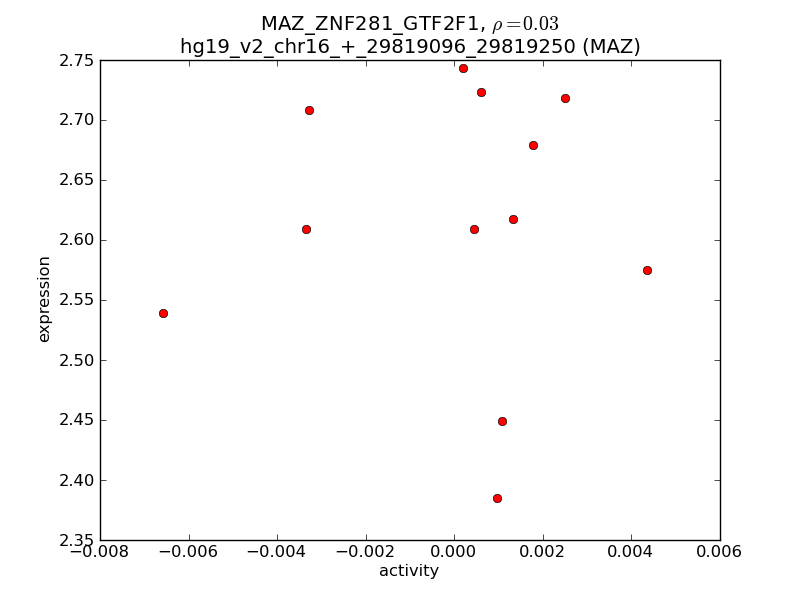 MAZ_ZNF281_GTF2F1, ρ=0.03
hg19_v2_chr16_+_29819096_29819250 (MAZ)
2.75
2.70
2.65
2.60
2.55
2.50
2.45
2.40
2.35
expression
−0.008 −0.006 −0.004 −0.002 0.000 0.002 0.004 0.006
activity